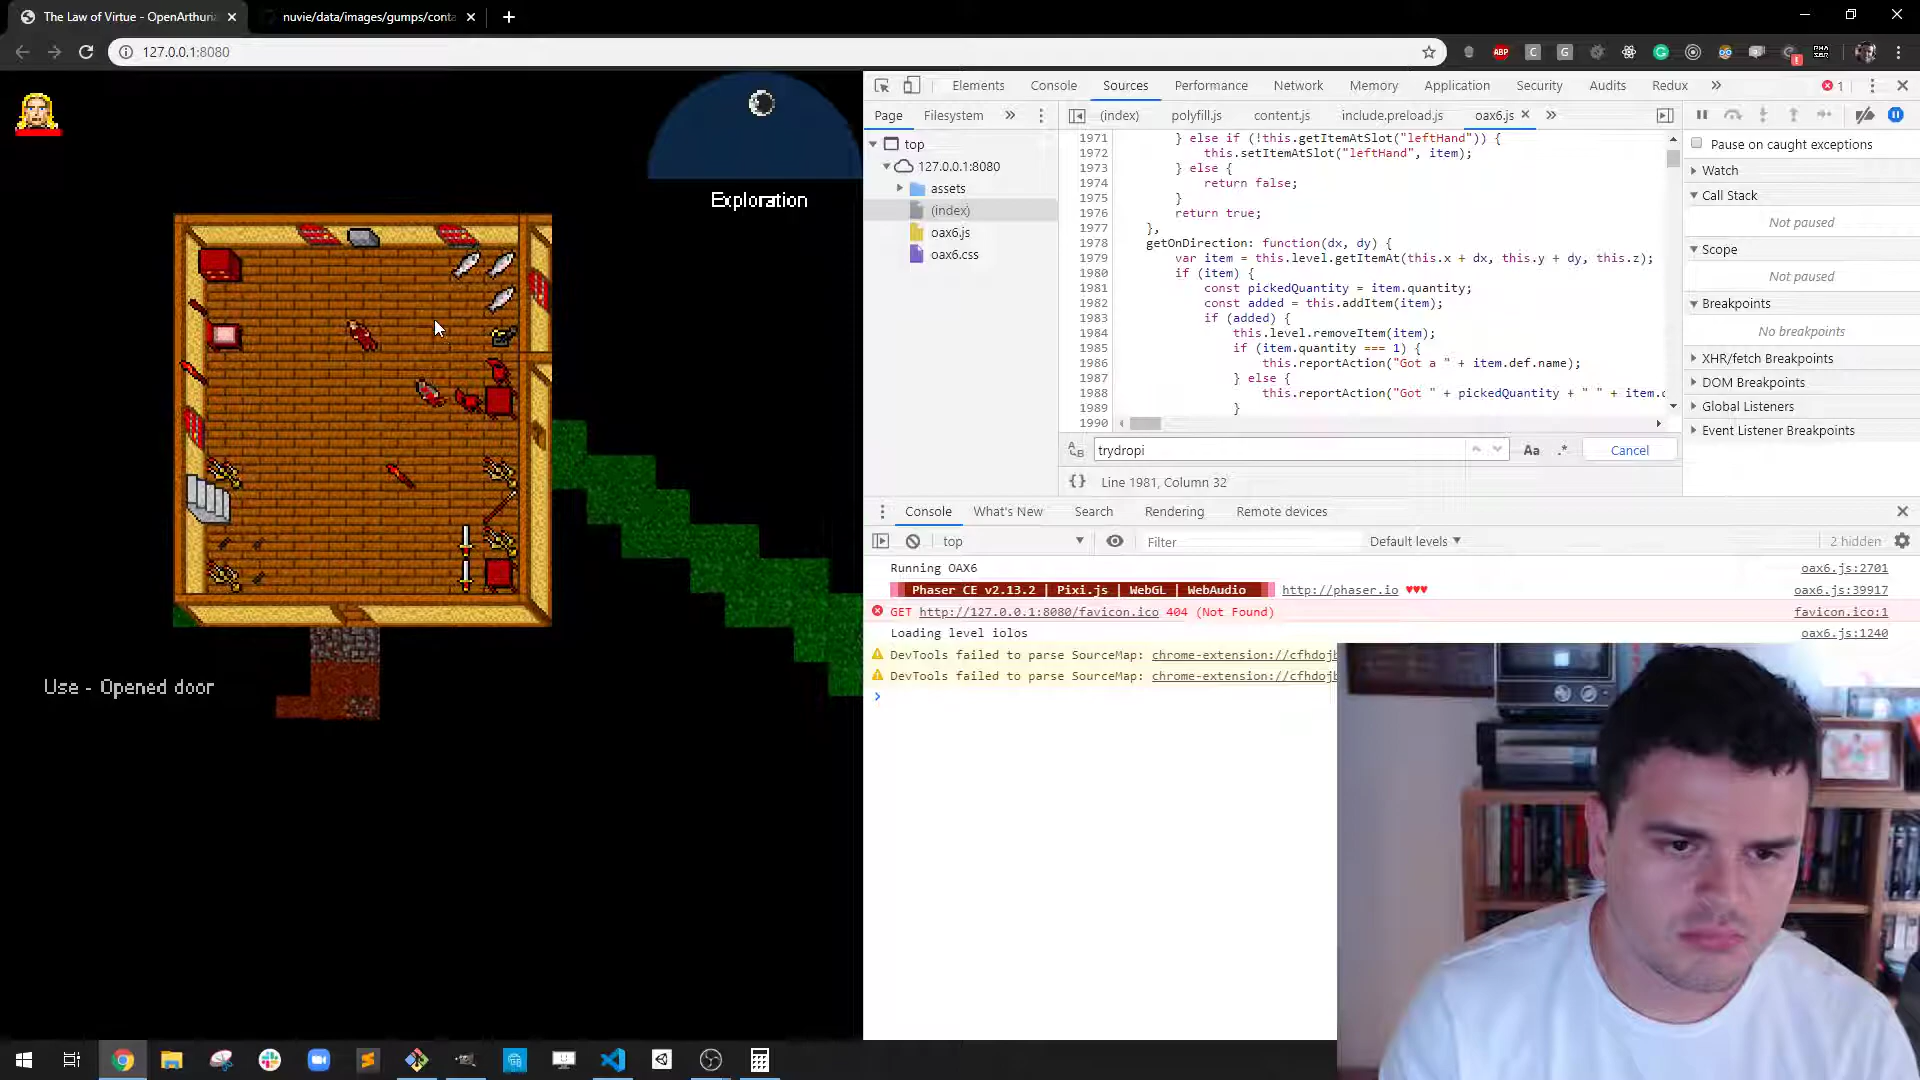 The Law of Virtue - OpenArthuri
nuvie/data/images/gumps/conta
127.0.0.1:8080
Exploration
Use - Opened door
Elements Console Sources Performance Network Memory Application Security Audits Redux 1
Page Filesystem
(index) polyfill.js content.js include.preload.js oax6.js
top
127.0.0.1:8080
assets
(index)
oax6.js
oax6.css
1971 } else if (!this.getItemAtSlot("leftHand")) {
1972 this.setItemAtSlot("leftHand", item);
1973 } else {
1974 return false;
1975 }
1976 return true;
1977 },
1978 getOnDirection: function(dx, dy) {
1979 var item = this.level.getItemAt(this.x + dx, this.y + dy, this.z);
1980 if (item) {
1981 const pickedQuantity = item.quantity;
1982 const added = this.addItem(item);
1983 if (added) {
1984 this.level.removeItem(item);
1985 if (item.quantity === 1) {
1986 this.reportAction("Got a " + item.def.name);
1987 } else {
1988 this.reportAction("Got " + pickedQuantity + " " + item.d
1989 }
1990
trydropi
Aa .* Cancel
{} Line 1981, Column 32
Pause on caught exceptions
Watch
Call Stack
Not paused
Scope
Not paused
Breakpoints
No breakpoints
XHR/fetch Breakpoints
DOM Breakpoints
Global Listeners
Event Listener Breakpoints
Console What's New Search Rendering Remote devices
top Filter Default levels 2 hidden
Running OAX6 oax6.js:2701
Phaser CE v2.13.2 | Pixi.js | WebGL | WebAudio http://phaser.io ♥♥♥ oax6.js:39917
GET http://127.0.0.1:8080/favicon.ico 404 (Not Found) favicon.ico:1
Loading level iolos oax6.js:1240
DevTools failed to parse SourceMap: chrome-extension://cfhdojb
DevTools failed to parse SourceMap: chrome-extension://cfhdojb